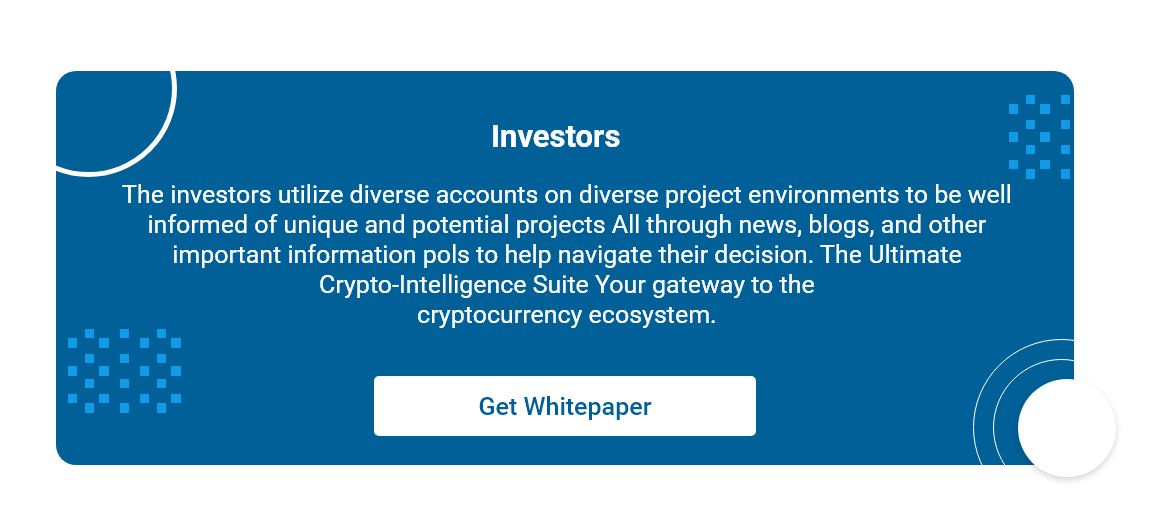 Investors
The investors utilize diverse accounts on diverse project environments to be well
informed of unique and potential projects All through news, blogs, and other
important information pols to help navigate their decision. The Ultimate
Crypto-Intelligence Suite Your gateway to the
cryptocurrency ecosystem.
Get Whitepaper